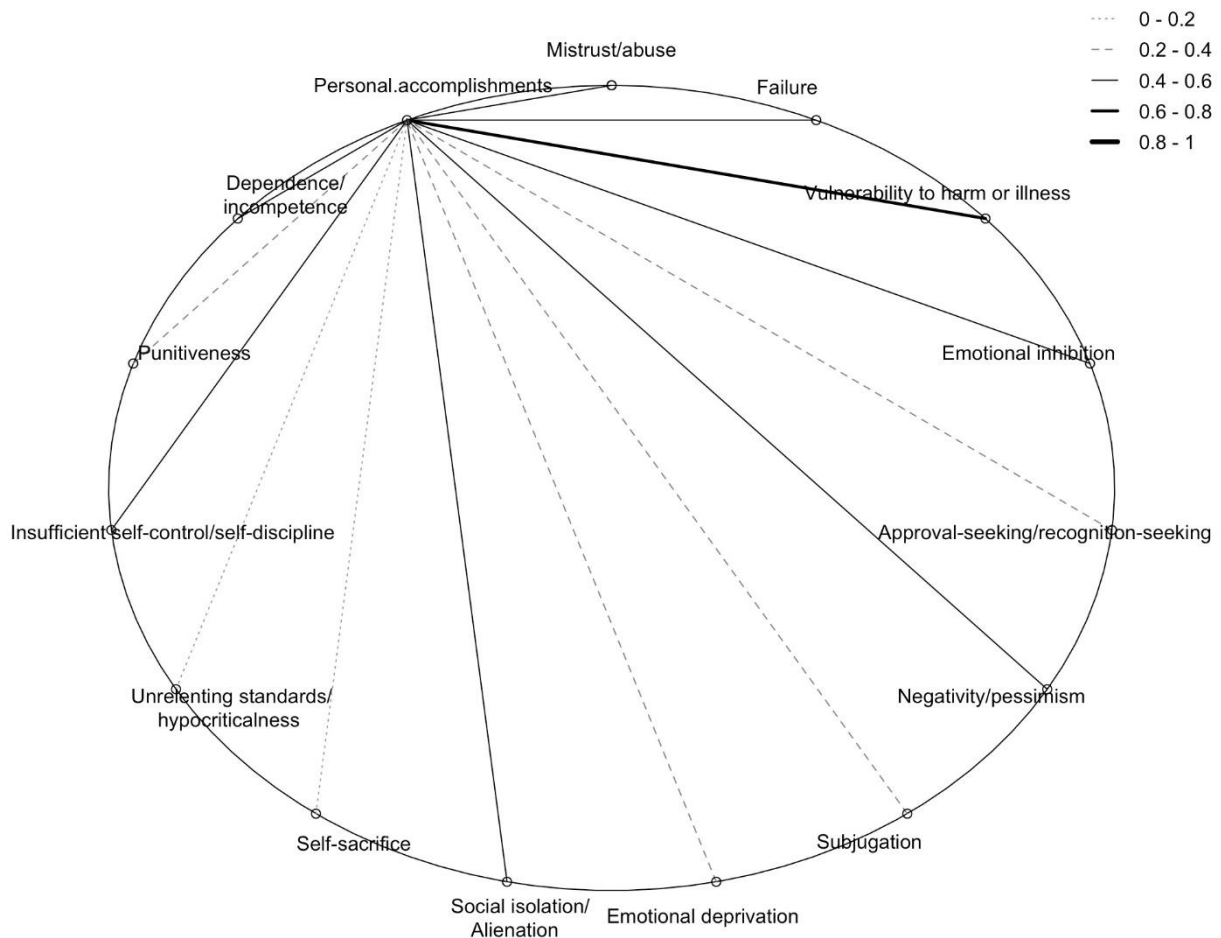 0 - 0.2
0.2 - 0.4
0.4 - 0.6
0.6 - 0.8
0.8 - 1
Mistrust/abuse
Personal.accomplishments
Failure
Dependence/
incompetence
Vulnerability to harm or illness
Punitiveness
Emotional inhibition
Insufficient self-control/self-discipline
Approval-seeking/recognition-seeking
Unrelenting standards/
hypocriticalness
Negativity/pessimism
Self-sacrifice
Subjugation
Social isolation/
Alienation
Emotional deprivation